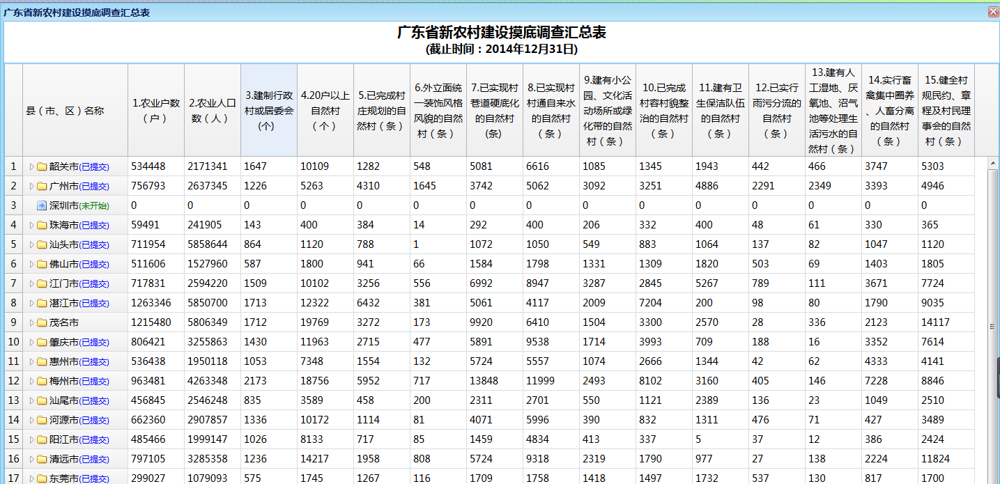 广东省新农村建设摸底调查汇总表
广东省新农村建设摸底调查汇总表
(截止时间：2014年12月31日)
县（市、区）名称
1.农业户数
（户）
2.农业人口
数（人）
3.建制行政
村或居委会
(个)
4.20户以上
自然村
（个）
5.已完成村
庄规划的自
然村（条）
6.外立面统
一装饰风格
风貌的自然
村（条）
7.已实现村
巷道硬底化
的自然村
(条)
8.已实现村
村通自来水
的自然村
（条）
9.建有小公
园、文化活
动场所或绿
化带的自然
村（条）
10.已完成
村容村貌整
治的自然村
（条）
11.建有卫
生保洁队伍
的自然村
（条）
12.已实行
雨污分流的
自然村
（条）
13.建有人
工湿地、厌
氧池、沼气
池等处理生
活污水的自
然村（条）
14.实行畜
禽集中圈养
、人畜分离
的自然村
（条）
15.健全村
规民约、章
程及村民理
事会的自然
村（条）
1 韶关市(已提交) 534448 2171341 1647 10109 1282 548 5081 6616 1085 1345 1943 442 466 3747 5303
2 广州市(已提交) 756793 2637345 1226 5263 4310 1645 3742 5062 3092 3251 4886 2291 2349 3393 4946
3 深圳市(未开始) 0 0 0 0 0 0 0 0 0 0 0 0 0 0 0
4 珠海市(已提交) 59491 241905 143 400 384 14 292 400 206 332 400 48 61 330 365
5 汕头市(已提交) 711954 5858644 864 1120 788 1 1072 1050 549 883 1064 137 82 1047 1120
6 佛山市(已提交) 511606 1527960 587 1800 941 66 1584 1798 1331 1309 1820 503 69 1403 1805
7 江门市(已提交) 717831 2594220 1509 10102 3256 556 6992 8947 3287 2845 5267 789 111 3671 7724
8 湛江市(已提交) 1263346 5850700 1713 12322 6432 381 5061 4117 2009 7204 200 98 80 1790 9035
9 茂名市 1215480 5806349 1712 19769 3272 173 9920 6410 1504 3300 2570 28 336 2123 14117
10 肇庆市(已提交) 806421 3255863 1430 11963 2715 477 5891 9538 1714 3993 709 188 16 3352 7614
11 惠州市(已提交) 536438 1950118 1053 7348 1554 132 5724 5557 1074 2666 1344 42 62 4333 4141
12 梅州市(已提交) 963481 4263348 2173 18756 5952 717 13848 11999 2493 8102 3160 405 146 7228 8846
13 汕尾市(已提交) 456845 2546248 835 3589 458 200 2311 2701 550 1121 2389 136 23 1049 2510
14 河源市(已提交) 662360 2907857 1336 10172 1114 81 4071 5996 390 832 1311 476 71 427 3489
15 阳江市(已提交) 485466 1999147 1026 8133 717 85 1459 4834 413 337 5 37 12 386 2424
16 清远市(已提交) 797105 3285358 1236 14217 1958 808 5724 9318 2319 1790 977 27 138 2224 11824
17 东莞市(已提交) 299027 1079093 575 1745 1267 116 1709 1758 1418 1497 1732 537 130 817 1700